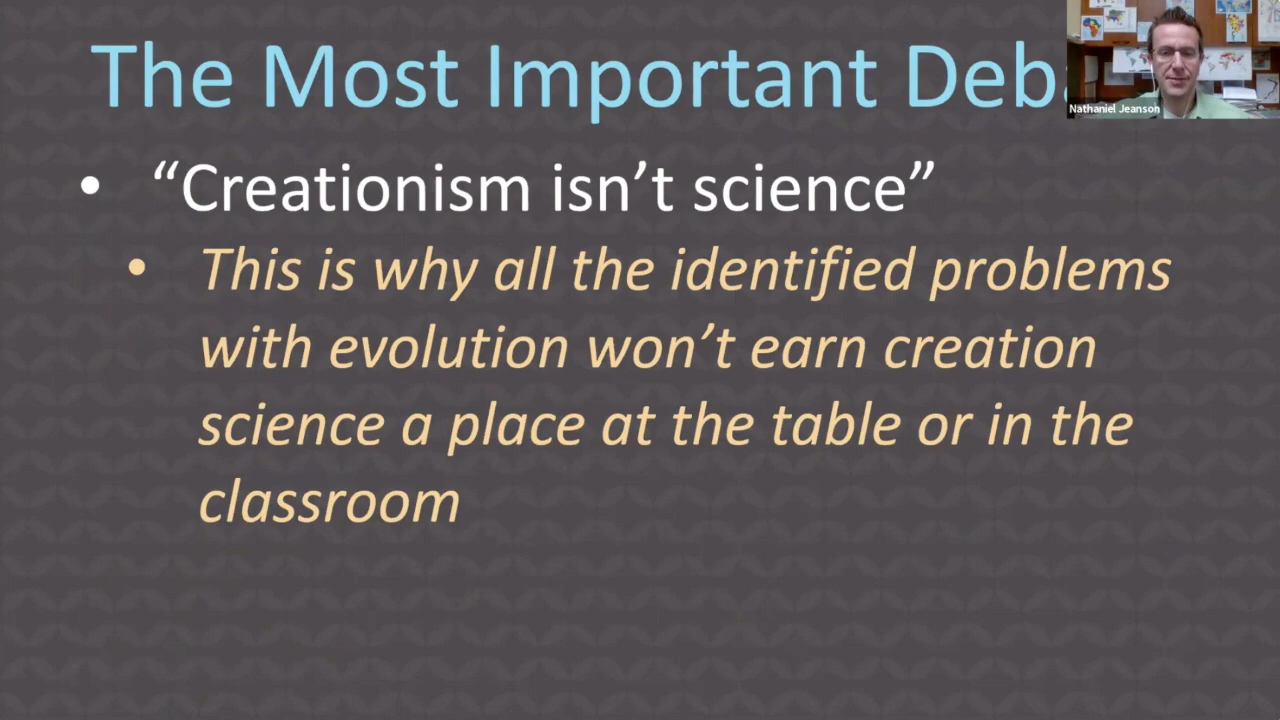 The Most Important Deba
Nathaniel Jeanson
• “Creationism isn’t science”
• This is why all the identified problems
with evolution won’t earn creation
science a place at the table or in the
classroom